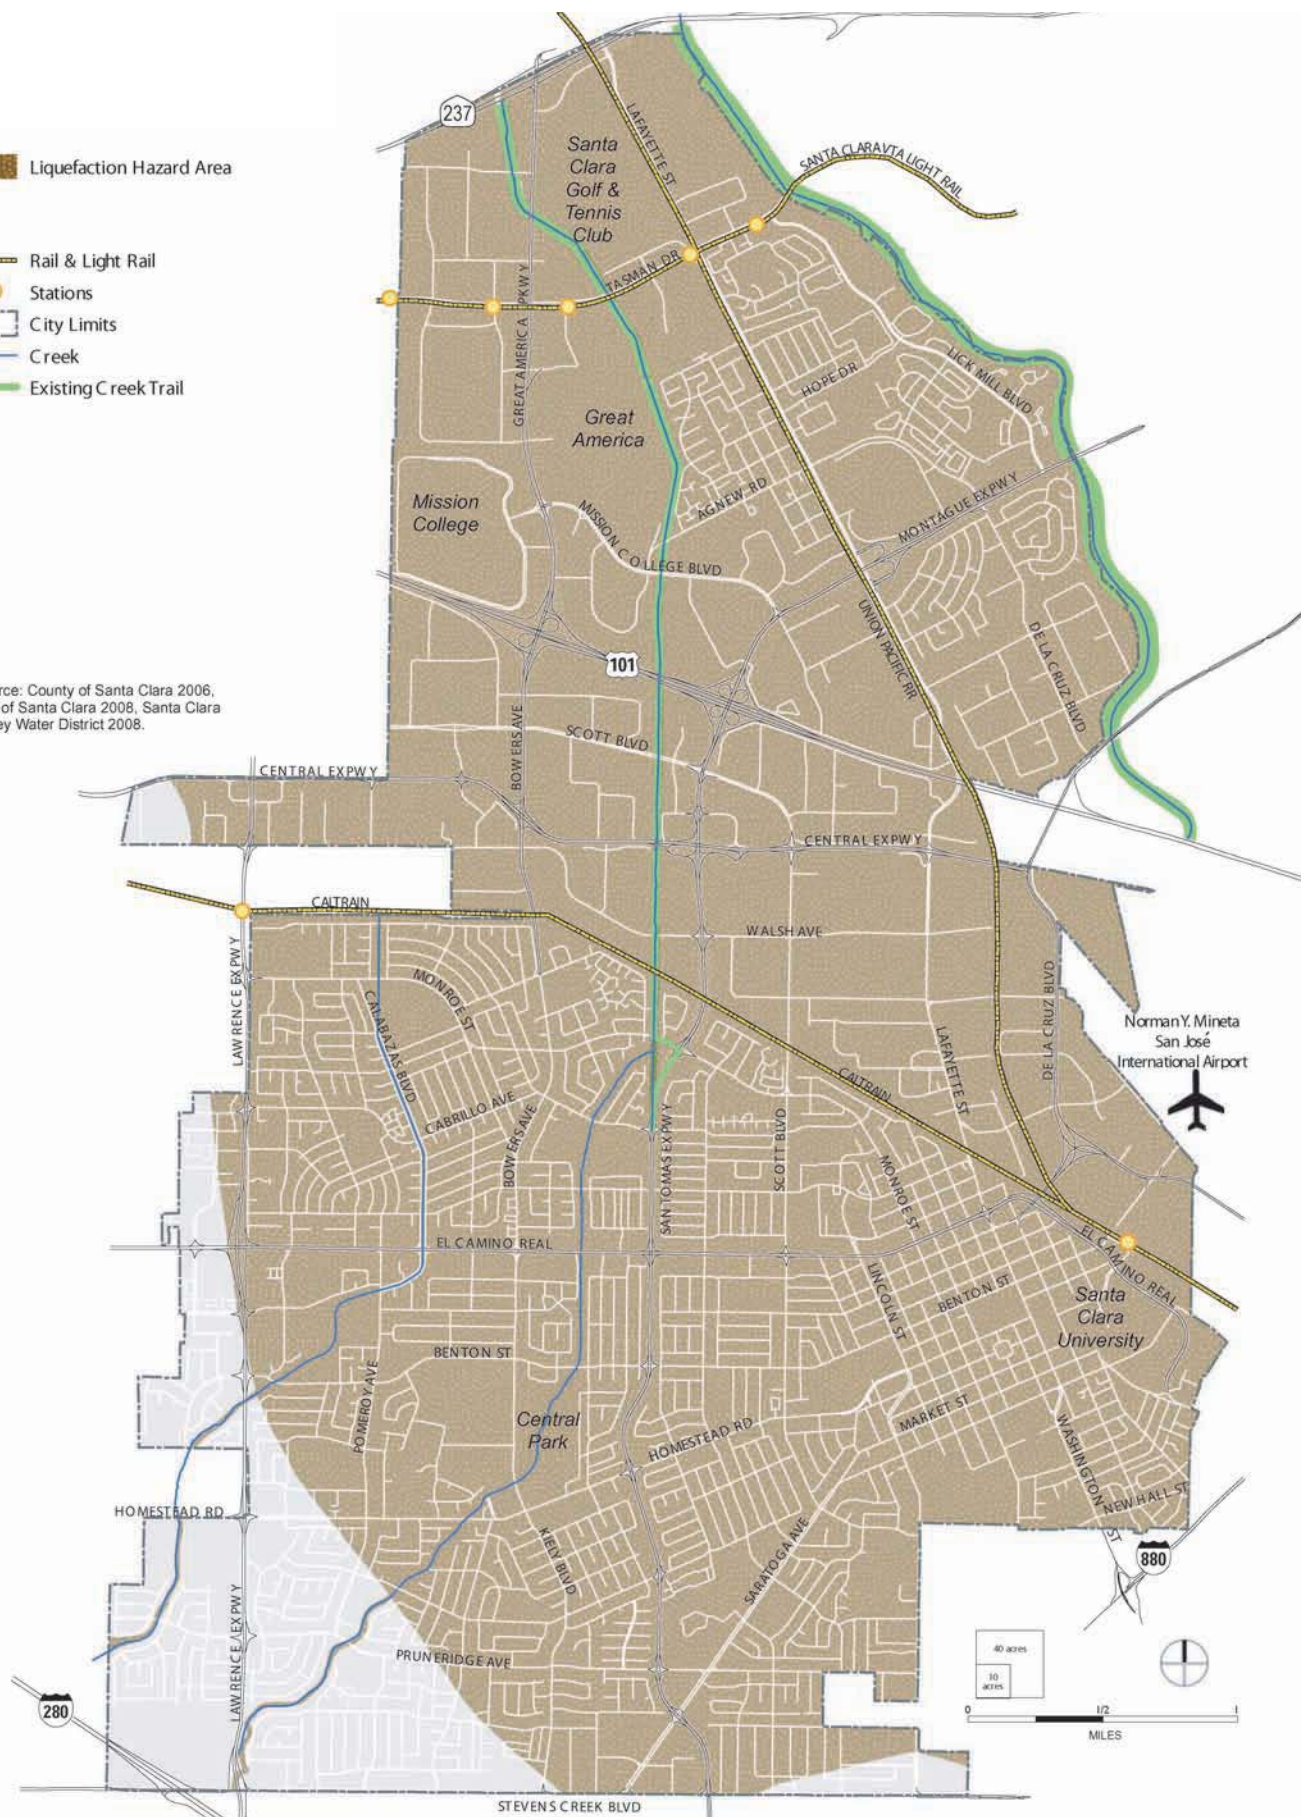 237
Liquefaction Hazard Area
Rail & Light Rail
Stations
City Limits
Creek
Existing Creek Trail
rce: County of Santa Clara 2006,
of Santa Clara 2008, Santa Clara
ey Water District 2008.
LAFAYETTE ST
Santa
Clara
Golf &
Tennis
Club
SANTA CLARA VTA LIGHT RAIL
TASMAN DR
GREAT AMERICA PKWY
HOPE DR
LICK MILL BLVD
Great
America
AGNEW RD
MONTAGUE EXPWY
Mission
College
MISSION COLLEGE BLVD
UNION PACIFIC RR
DE LA CRUZ BLVD
101
SCOTT BLVD
BOWERS AVE
CENTRAL EXPWY
CENTRAL EXPWY
CALTRAIN
WALSH AVE
LAWRENCE EXPWY
MONROE ST
CALABAZAS BLVD
DE LA CRUZ BLVD
Norman Y. Mineta
San José
International Airport
LAFAYETTE ST
CALTRAIN
CABRILLO AVE
BOWERS AVE
SAN TOMAS EXPWY
SCOTT BLVD
MONROE ST
EL CAMINO REAL
EL CAMINO REAL
LINCOLN ST
BENTON ST
Santa
Clara
University
BENTON ST
POMEROY AVE
Central
Park
HOMESTEAD RD
MARKET ST
WASHINGTON ST
NEWHALL ST
HOMESTEAD RD
KIELY BLVD
SARATOGA AVE
880
LAWRENCE EXPWY
PRUNERIDGE AVE
40 acres
10
acres
280
0 1/2 1
MILES
STEVENS CREEK BLVD